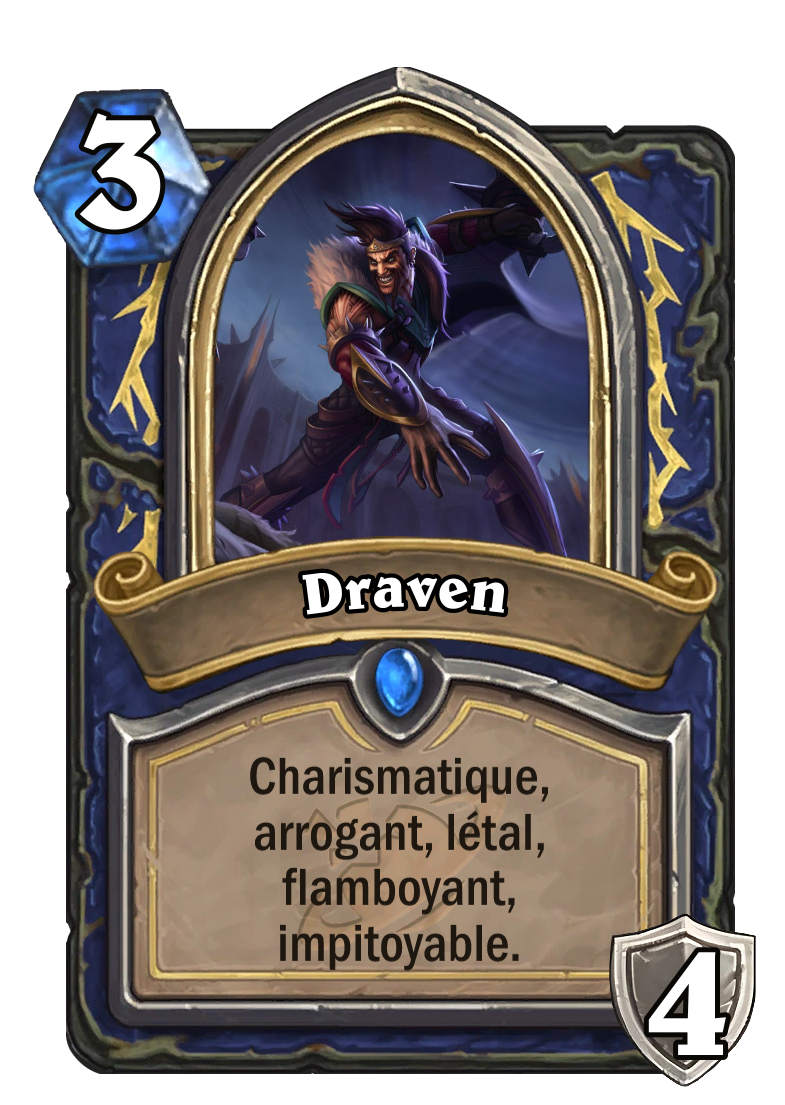 3
Draven
Charismatique,
arrogant, létal,
flamboyant,
impitoyable.
4